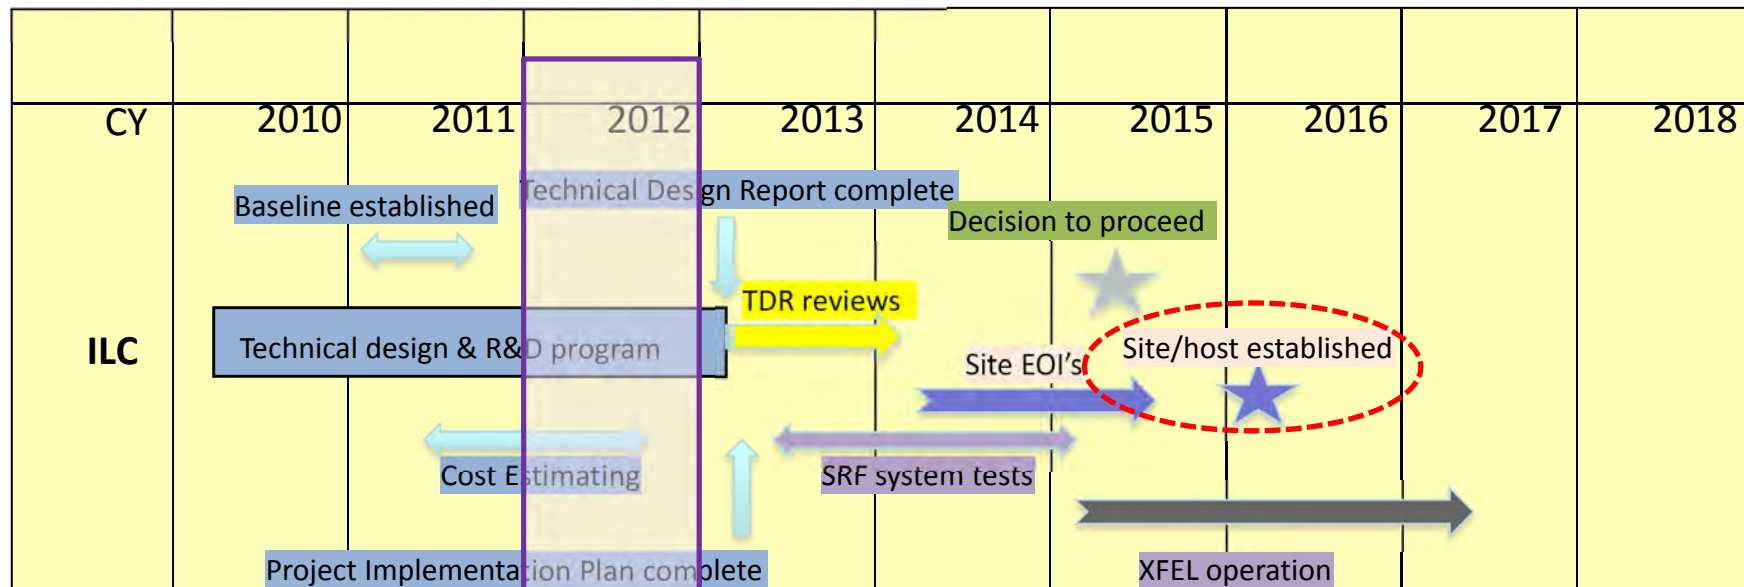 CY 2010 2011 2012 2013 2014 2015 2016 2017 2018
Technical Design Report complete
Baseline established
Decision to proceed
TDR reviews
ILC
Technical design & R&D program
Site/host established
Site EOI's
Cost Estimating
SRF system tests
Project Implementation Plan complete
XFEL operation